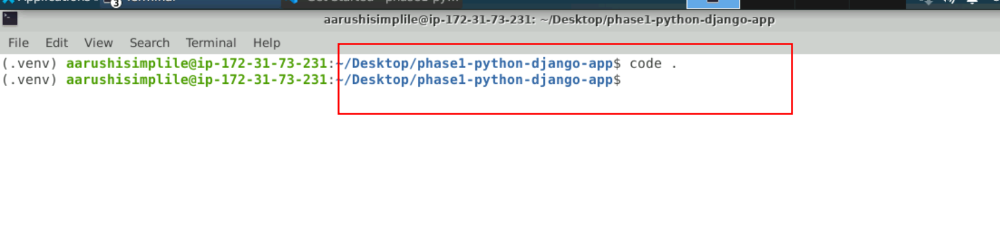 3
aarushisimplile@ip-172-31-73-231: ~/Desktop/phase1-python-django-app
File Edit View Search Terminal Help
(.venv) aarushisimplile@ip-172-31-73-231:~/Desktop/phase1-python-django-app$ code .
(.venv) aarushisimplile@ip-172-31-73-231:~/Desktop/phase1-python-django-app$